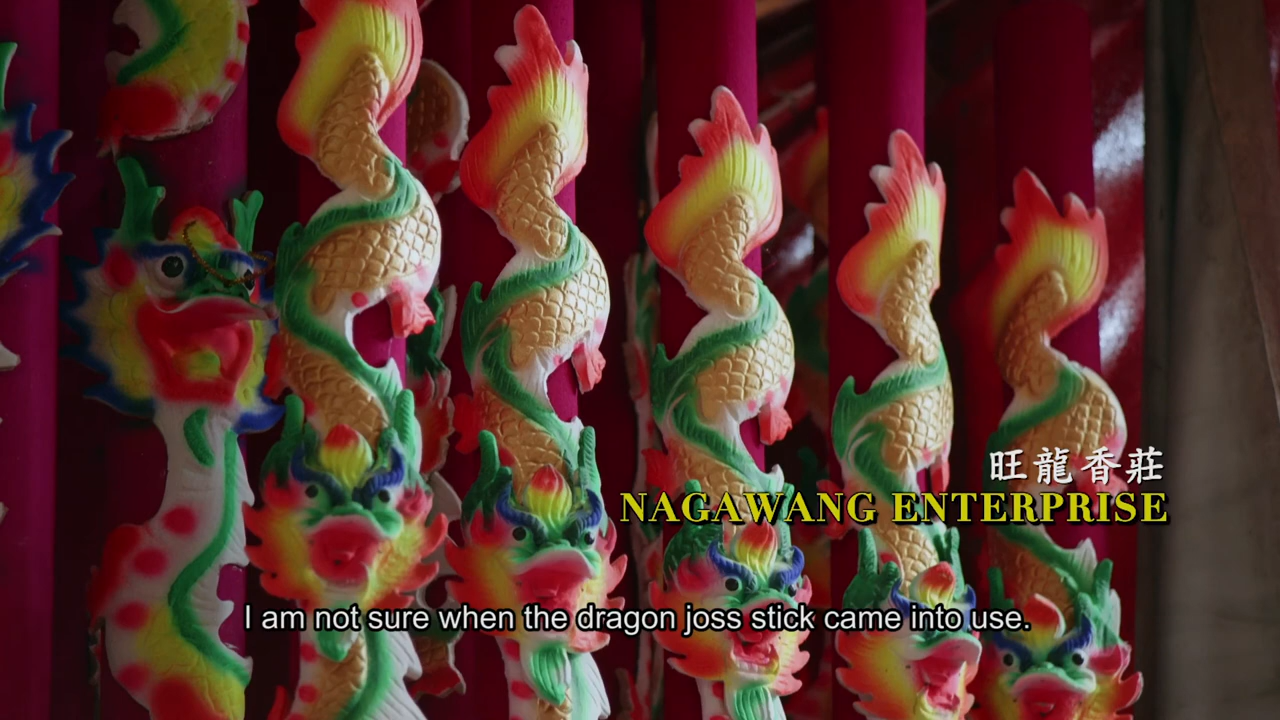 旺龍香莊
NAGAWANG ENTERPRISE
I am not sure when the dragon joss stick came into use.